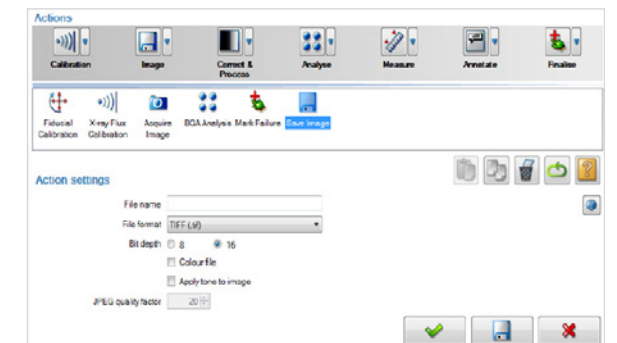 Actions
Calibration Image Correct & Process Analyse Measure Annotate Finalise
Fiducial Calibration X-ray Flux Calibration Acquire Image BGA Analysis Mark Failure Save Image
Action settings
File name
File format TIFF (.tif)
Bit depth 8 16
Colour file
Apply tone to image
JPEG quality factor 20